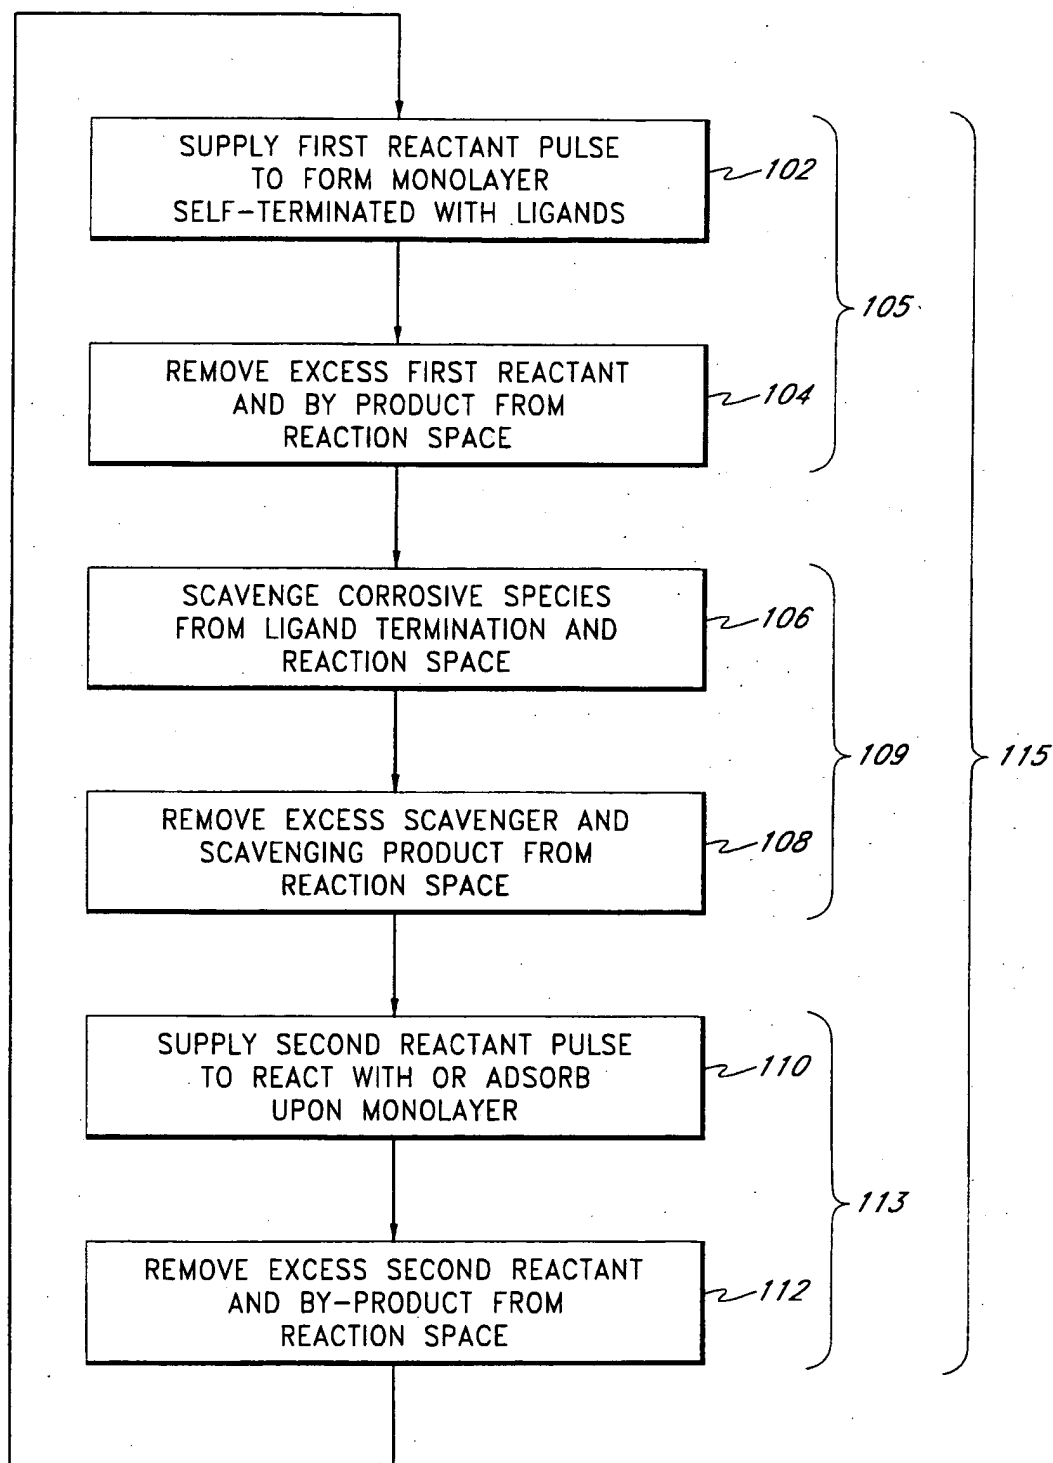 SUPPLY FIRST REACTANT PULSE
TO FORM MONOLAYER
SELF-TERMINATED WITH LIGANDS
102
105
REMOVE EXCESS FIRST REACTANT
AND BY PRODUCT FROM
REACTION SPACE
104
SCAVENGE CORROSIVE SPECIES
FROM LIGAND TERMINATION AND
REACTION SPACE
106
109
115
REMOVE EXCESS SCAVENGER AND
SCAVENGING PRODUCT FROM
REACTION SPACE
108
SUPPLY SECOND REACTANT PULSE
TO REACT WITH OR ADSORB
UPON MONOLAYER
110
113
REMOVE EXCESS SECOND REACTANT
AND BY-PRODUCT FROM
REACTION SPACE
112